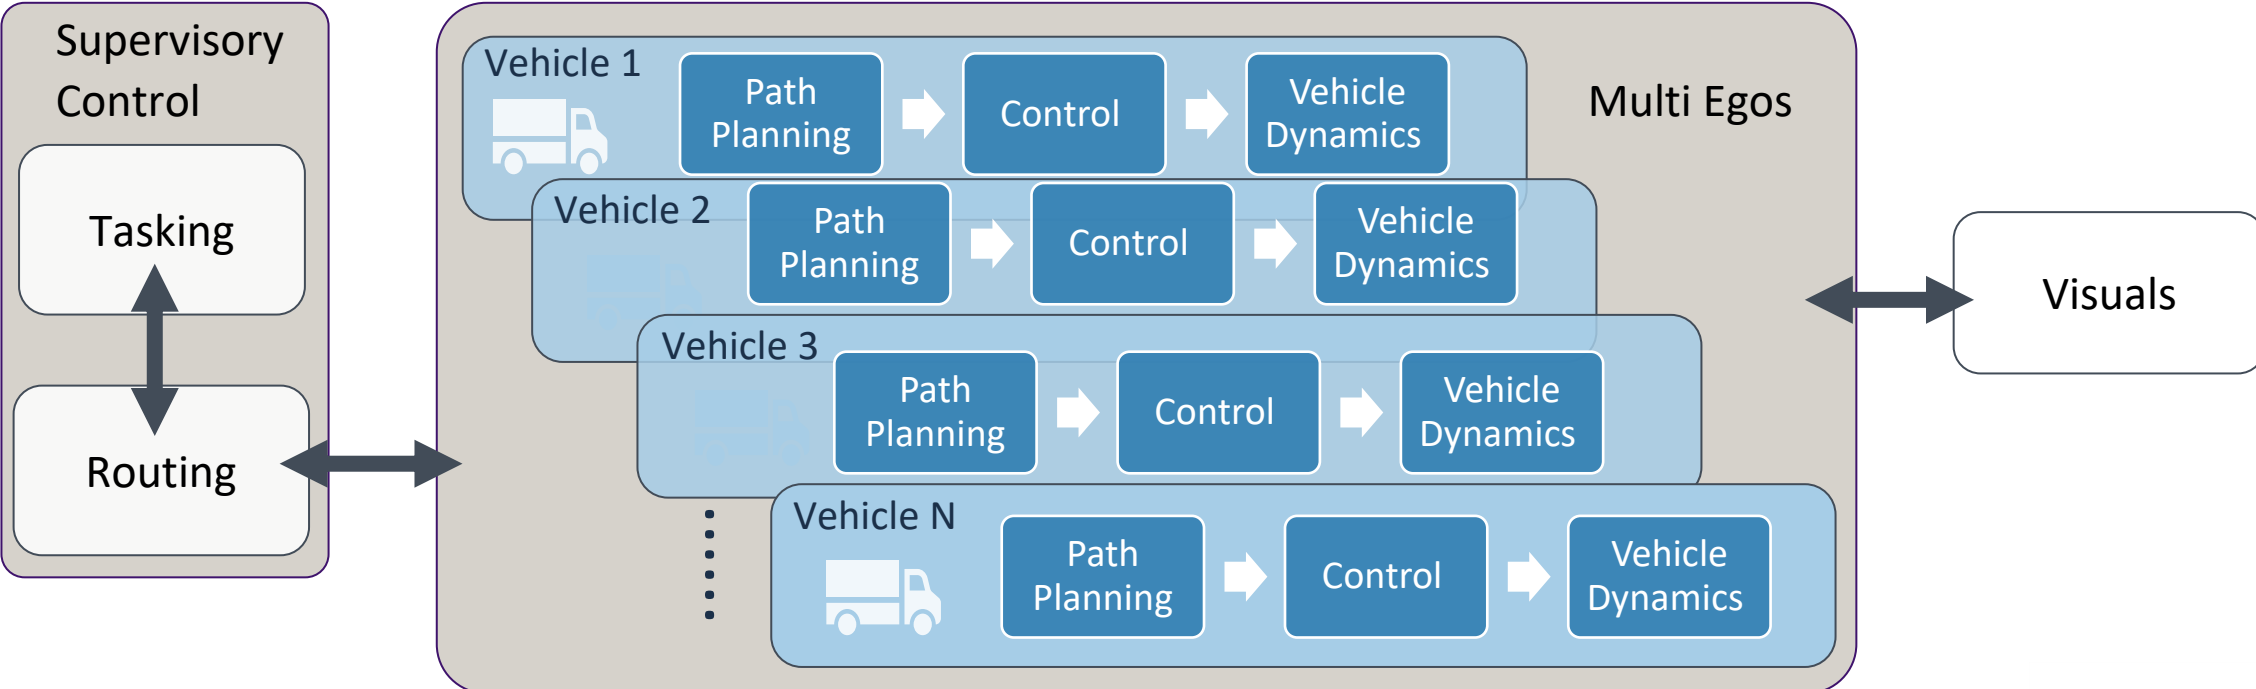 Supervisory
Control
Tasking
Routing
Multi Egos
Vehicle 1
Path
Planning
Control
Vehicle
Dynamics
Vehicle 2
Path
Planning
Control
Vehicle
Dynamics
Vehicle 3
Path
Planning
Control
Vehicle
Dynamics
Vehicle N
Path
Planning
Control
Vehicle
Dynamics
Visuals